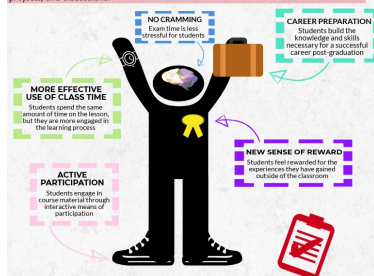 NO CRAMMING
Exam time is less
stressful for students
CAREER PREPARATION
Students build the
knowledge and skills
necessary for a successful
career post-graduation
MORE EFFECTIVE
USE OF CLASS TIME
Students spend the same
amount of time on the lesson,
but they are more engaged in
the learning process
NEW SENSE OF REWARD
Students feel rewarded for the
experiences they have gained
outside of the classroom
ACTIVE
PARTICIPATION
Students engage in
course material through
interactive means of
participation